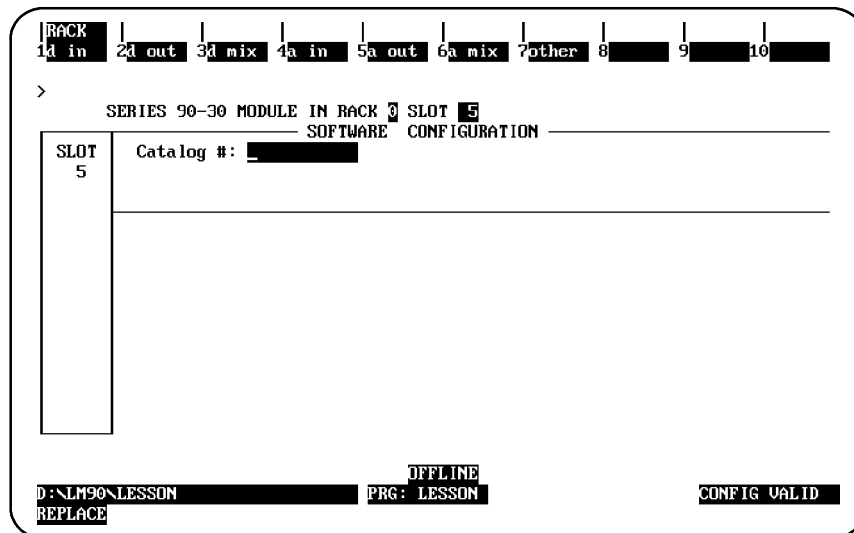 RACK
1d in 2d out 3d mix 4a in 5a out 6a mix 7other 8 9 10
>
SERIES 90-30 MODULE IN RACK 0 SLOT 5
SOFTWARE CONFIGURATION
SLOT Catalog #: _
5
OFFLINE
D:\LM90\LESSON PRG: LESSON CONFIG VALID
REPLACE